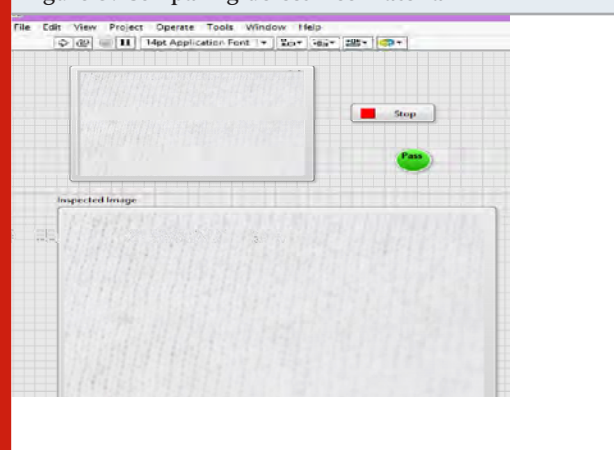 File Edit View Project Operate Tools Window Help
14pt Application Font
Stop
Pass
Inspected Image